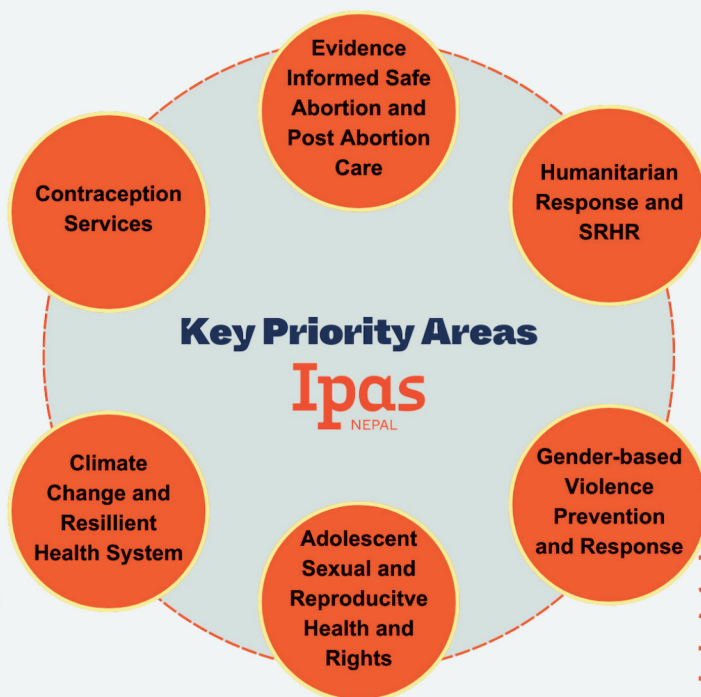 Evidence
Informed Safe
Abortion and
Post Abortion
Care
Contraception
Services
Humanitarian
Response and
SRHR
Key Priority Areas
Ipas
NEPAL
Climate
Change and
Resillient
Health System
Gender-based
Violence
Prevention
and Response
Adolescent
Sexual and
Reproducitve
Health and
Rights